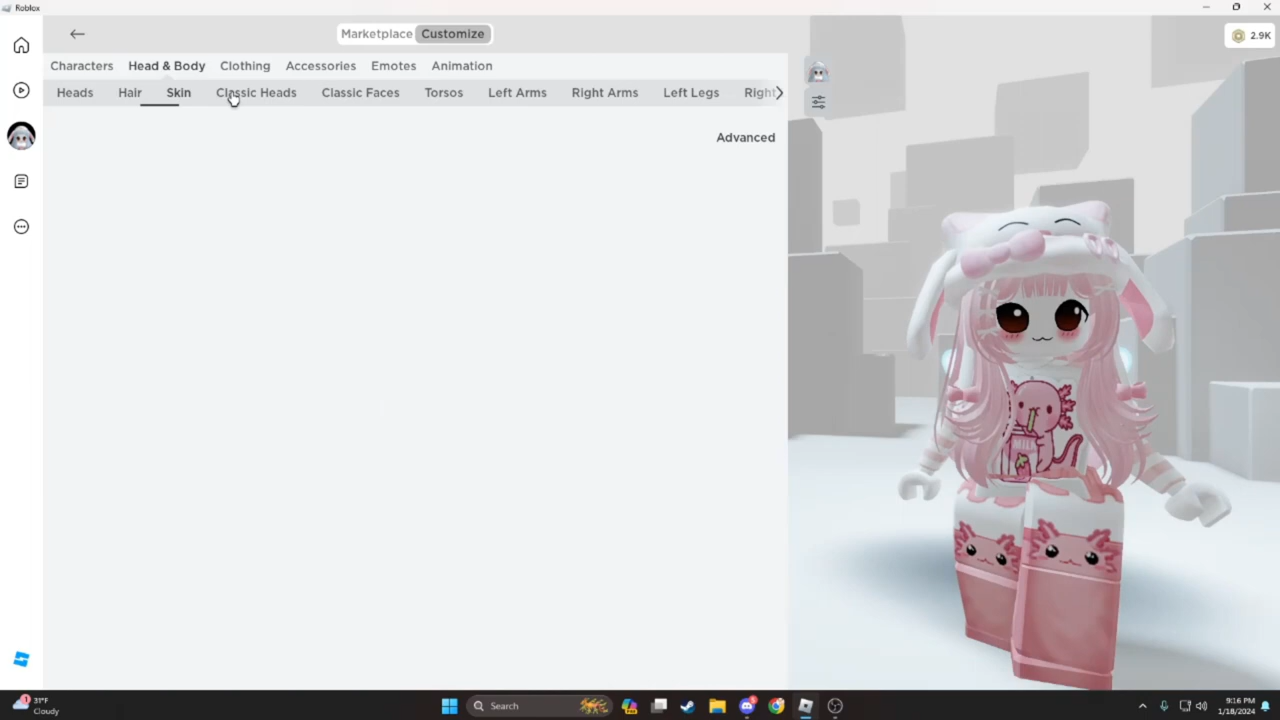 Roblox
Marketplace Customize
2.9K
Characters Head & Body Clothing Accessories Emotes Animation
Heads Hair Skin Classic Heads Classic Faces Torsos Left Arms Right Arms Left Legs Right
Advanced
MILK
31°F
Cloudy
Search
9:16 PM
1/18/2024